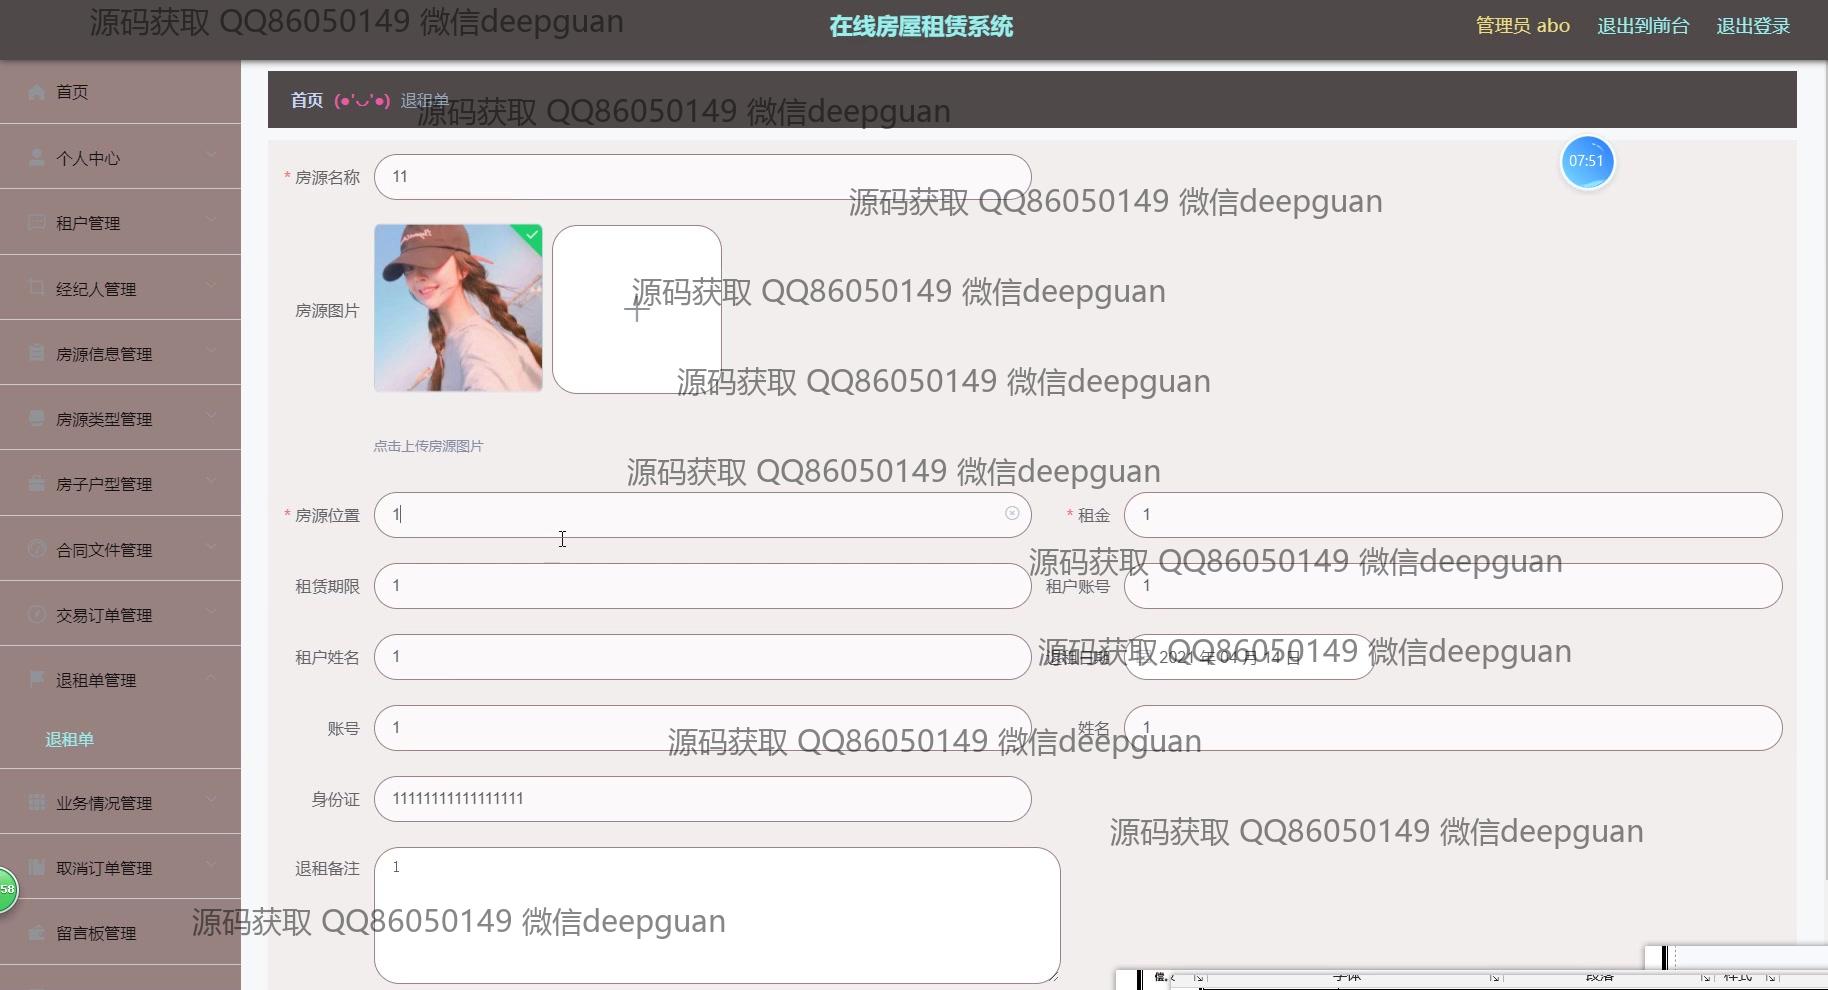 在线房屋租赁系统
管理员 abo
退出到前台
退出登录
源码获取 QQ86050149 微信deepguan
首页
个人中心
租户管理
经纪人管理
房源信息管理
房源类型管理
房子户型管理
合同文件管理
交易订单管理
退租单管理
退租单
业务情况管理
取消订单管理
留言板管理
58
首页 (●'◡'●) 退租单
源码获取 QQ86050149 微信deepguan
07:51
* 房源名称 11
源码获取 QQ86050149 微信deepguan
房源图片
源码获取 QQ86050149 微信deepguan
源码获取 QQ86050149 微信deepguan
点击上传房源图片
源码获取 QQ86050149 微信deepguan
* 房源位置 1
* 租金 1
源码获取 QQ86050149 微信deepguan
租赁期限 1
租户账号 1
源码获取 QQ86050149 微信deepguan
租户姓名 1
退租日期 2021 年 04 月 14 日
账号 1
姓名 1
源码获取 QQ86050149 微信deepguan
身份证 11111111111111111
源码获取 QQ86050149 微信deepguan
退租备注 1
源码获取 QQ86050149 微信deepguan
字体
段落
样式